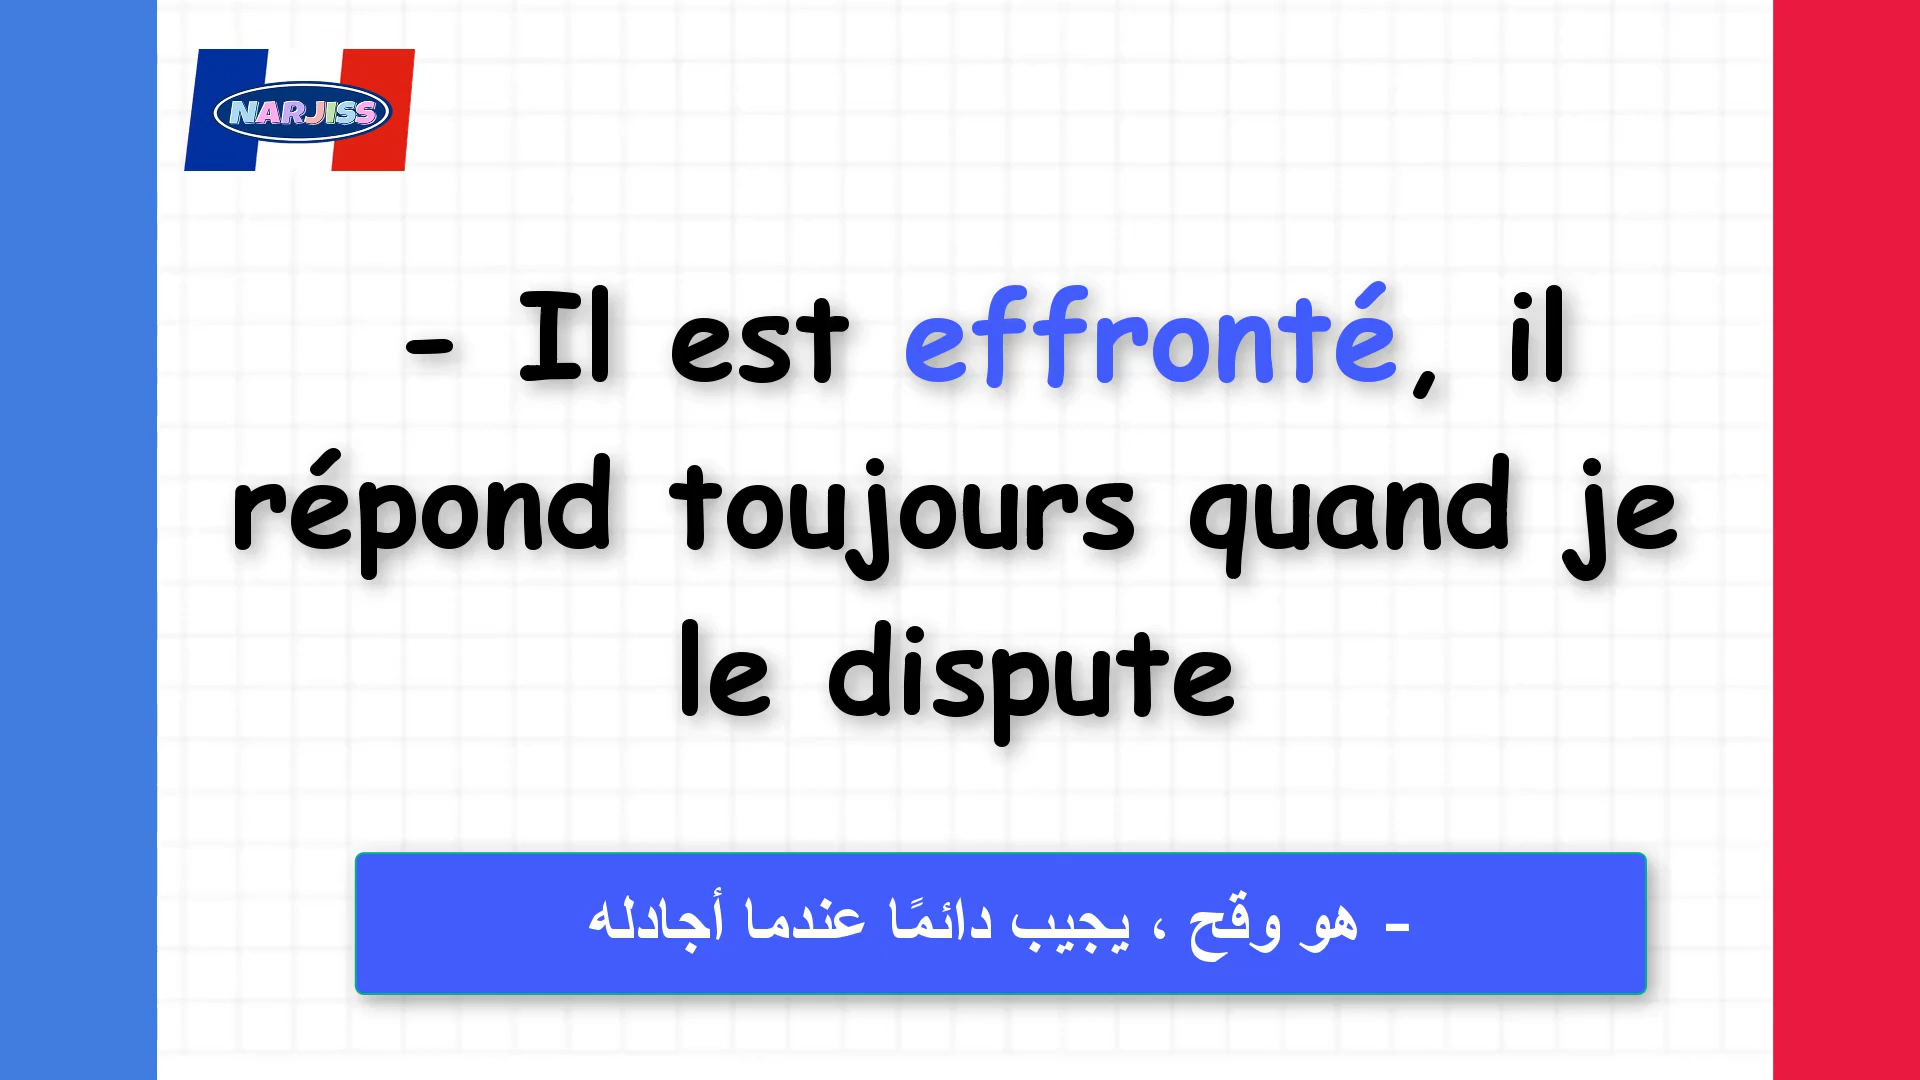 NARJISS
- Il est effronté, il
répond toujours quand je
le dispute
- هو وقح ، يجيب دائمًا عندما أجادله